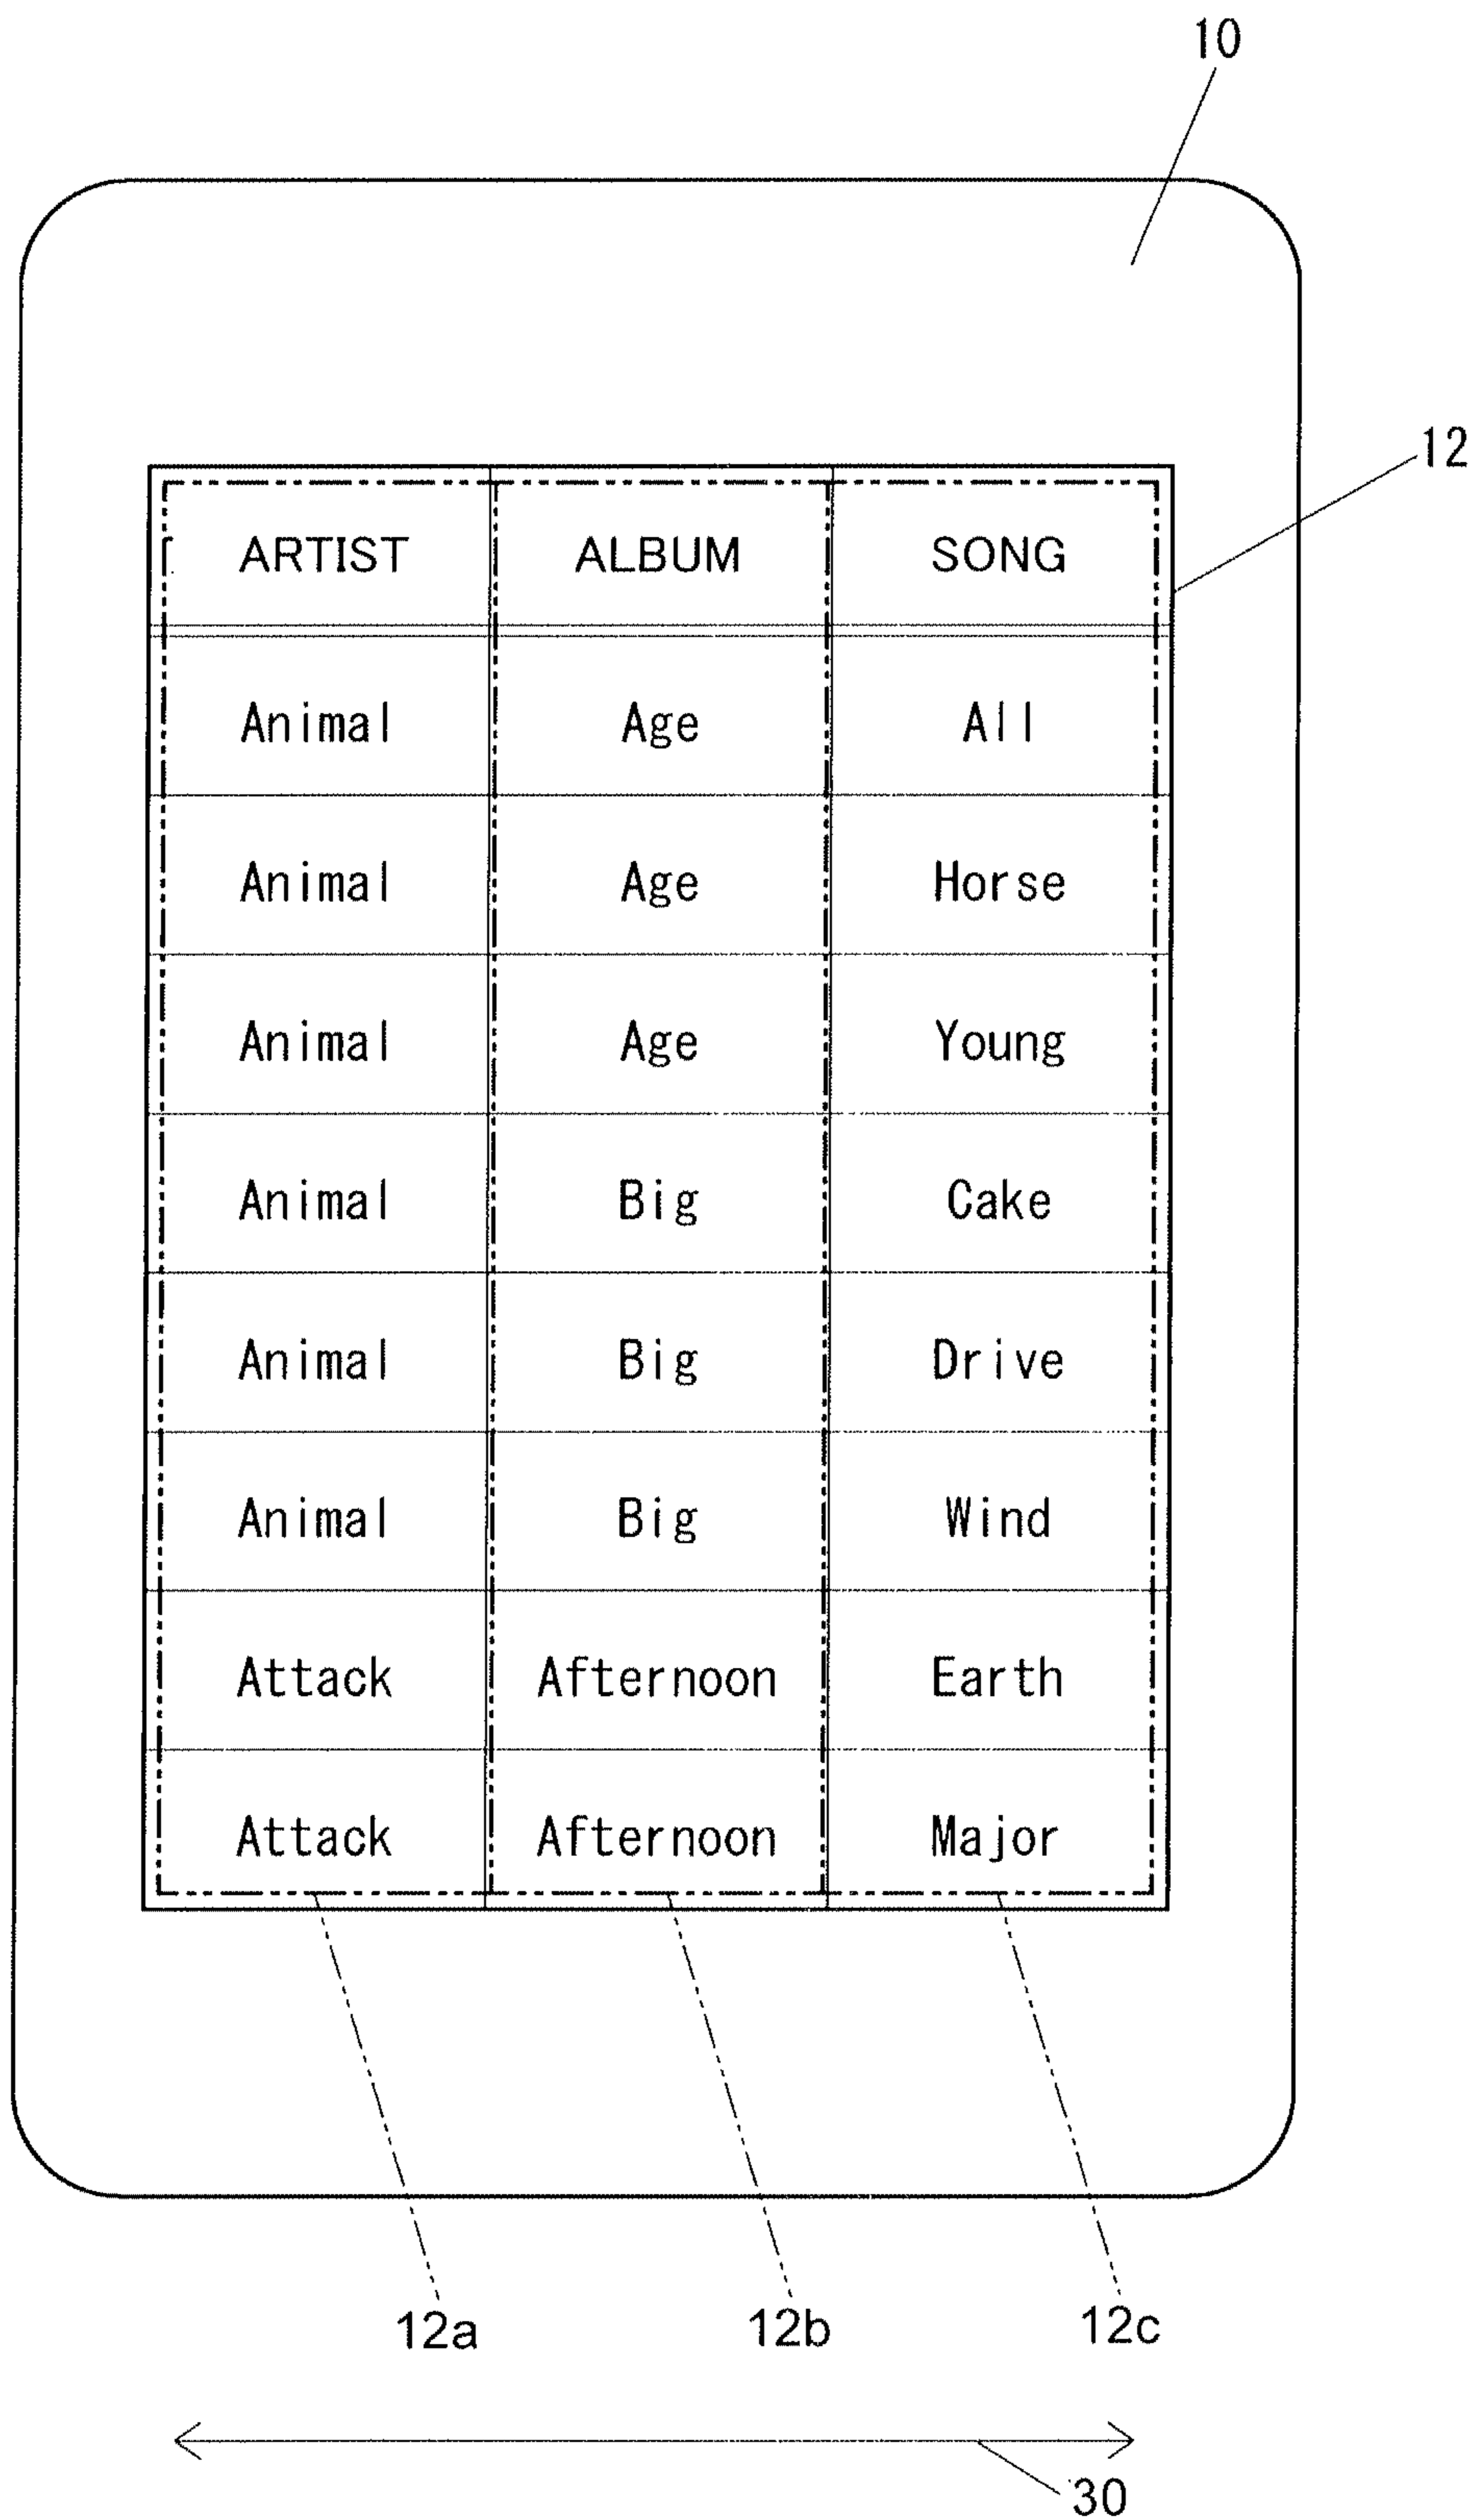 10
12
ARTIST ALBUM SONG
Animal Age All
Animal Age Horse
Animal Age Young
Animal Big Cake
Animal Big Drive
Animal Big Wind
Attack Afternoon Earth
Attack Afternoon Major
12a 12b 12c
30